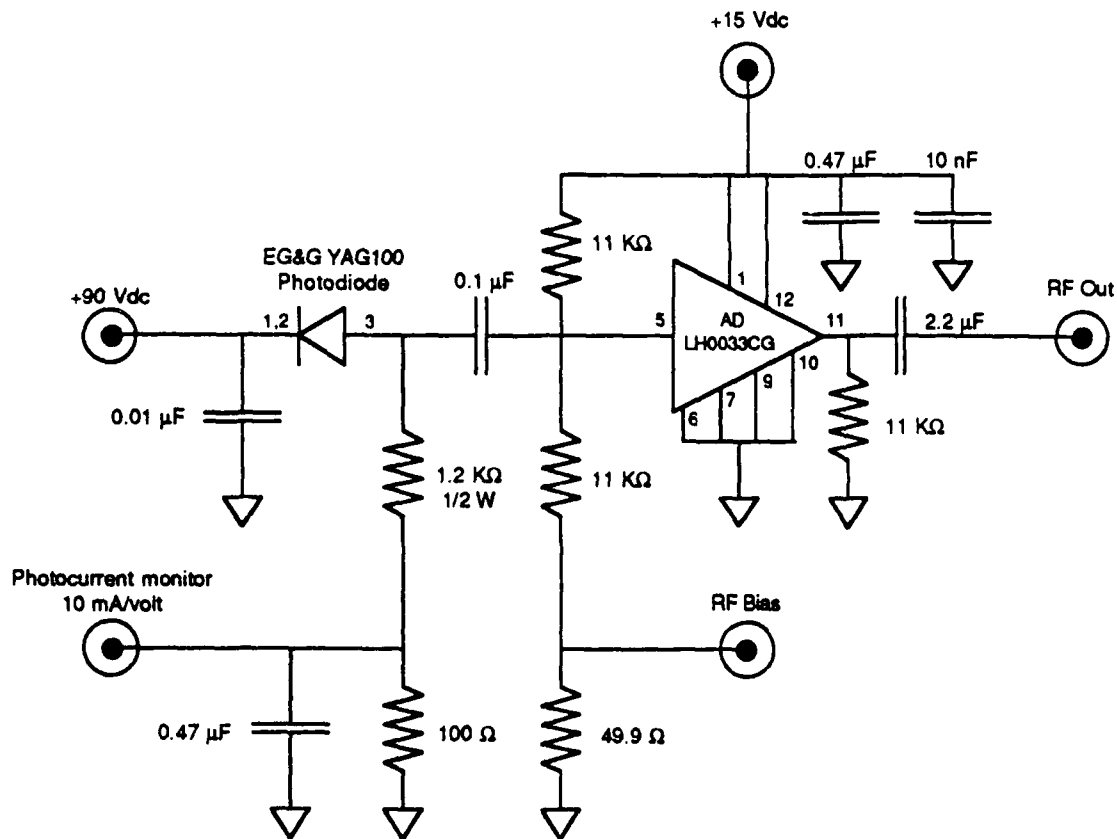 +15 Vdc
0.47 µF
10 nF
11 KΩ
EG&G YAG100
Photodiode
+90 Vdc
0.1 µF
1
12
RF Out
1,2
3
5
AD
LH0033CG
11
2.2 µF
10
9
7
6
0.01 µF
11 KΩ
1.2 KΩ
1/2 W
11 KΩ
Photocurrent monitor
10 mA/volt
RF Bias
0.47 µF
100 Ω
49.9 Ω